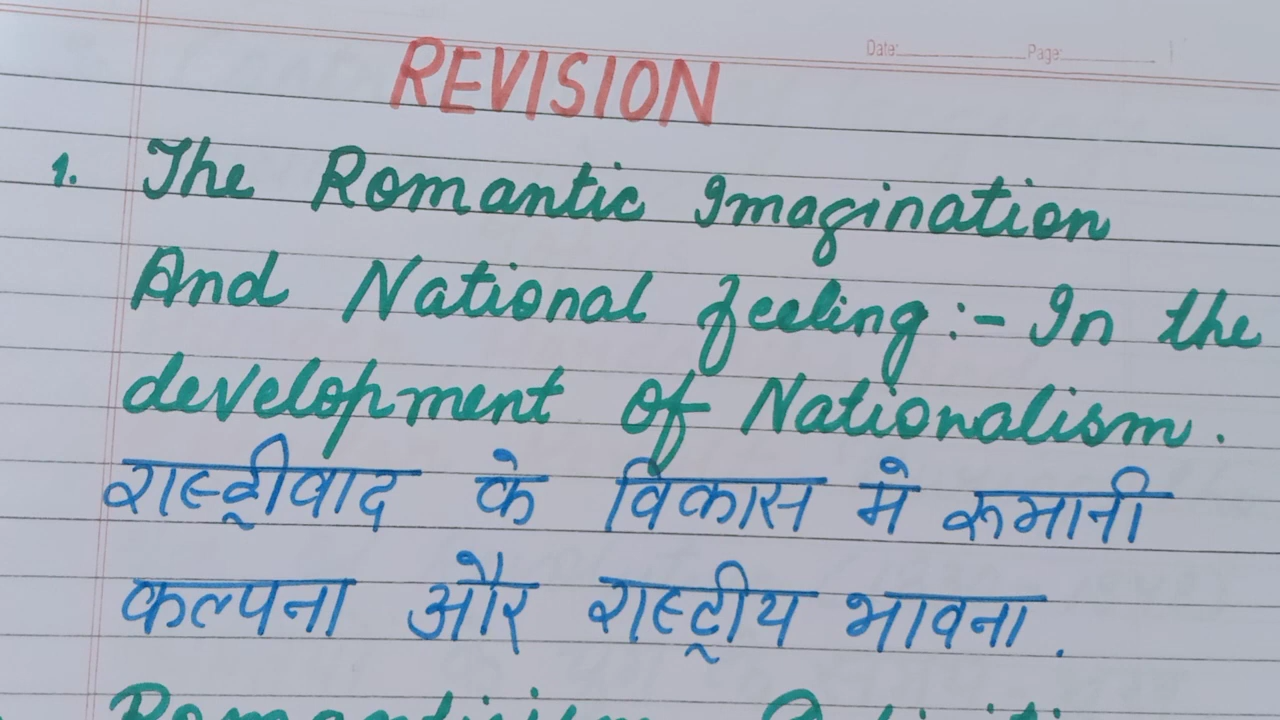 Date: Page:
REVISION
1. The Romantic Imagination
And National feeling:- In the
development of Nationalism.
रास्ट्रीवाद के विकास मे रूमानी
कल्पना और रास्ट्रीय भावना.